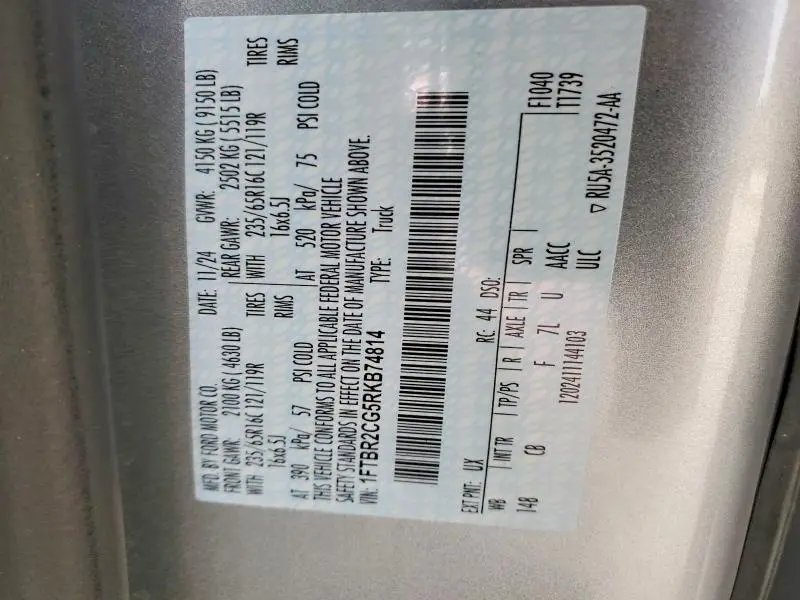 MFD. BY FORD MOTOR CO.
DATE: 11/24 GVWR: 4150 KG ( 9150 LB)
FRONT GAWR: 2100 KG ( 4630 LB) REAR GAWR: 2502 KG ( 5515 LB)
WITH 235/65R16C 121/119R TIRES WITH 235/65R16C 121/119R TIRES
16x6.5J RIMS 16x6.5J RIMS
AT 390 kPa/ 57 PSI COLD AT 520 kPa/ 75 PSI COLD
THIS VEHICLE CONFORMS TO ALL APPLICABLE FEDERAL MOTOR VEHICLE
SAFETY STANDARDS IN EFFECT ON THE DATE OF MANUFACTURE SHOWN ABOVE.
VIN: 1FTBR2CG5RKB74814 TYPE: Truck
EXT PNT: UX RC: 44 DSO: F1040
WB INT TR TP/PS R AXLE TR SPR T1739
148 CB F 7L U AACC
1202411144103 ULC
▽ RU5A-3520472-AA